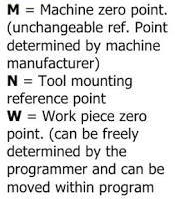 M = Machine zero point.
(unchangeable ref. Point
determined by machine
manufacturer)
N = Tool mounting
reference point
W = Work piece zero
point. (can be freely
determined by the
programmer and can be
moved within program